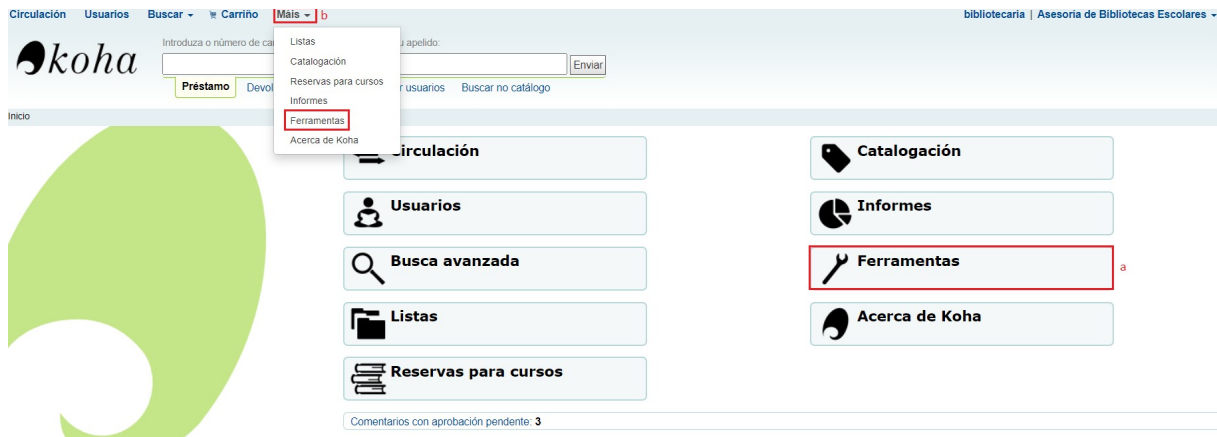 Circulación Usuarios Buscar Carriño Máis b bibliotecaria | Asesoría de Bibliotecas Escolares
koha
Introduza o número de ca u apelido:
Enviar
Préstamo Devol r usuarios Buscar no catálogo
Listas
Catalogación
Reservas para cursos
Informes
Ferramentas
Acerca de Koha
Inicio
Circulación Catalogación
Usuarios Informes
Busca avanzada Ferramentas a
Listas Acerca de Koha
Reservas para cursos
Comentarios con aprobación pendente: 3